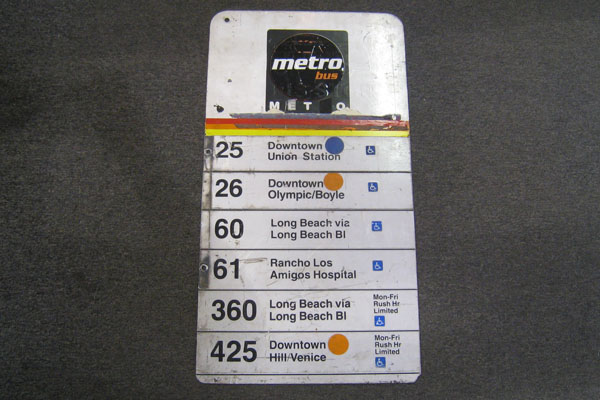 metro
bus
METRO
25 Downtown
Union Station
26 Downtown
Olympic/Boyle
60 Long Beach via
Long Beach Bl
61 Rancho Los
Amigos Hospital
360 Long Beach via
Long Beach Bl
Mon-Fri
Rush Hr
Limited
425 Downtown
Hill/Venice
Mon-Fri
Rush Hr
Limited